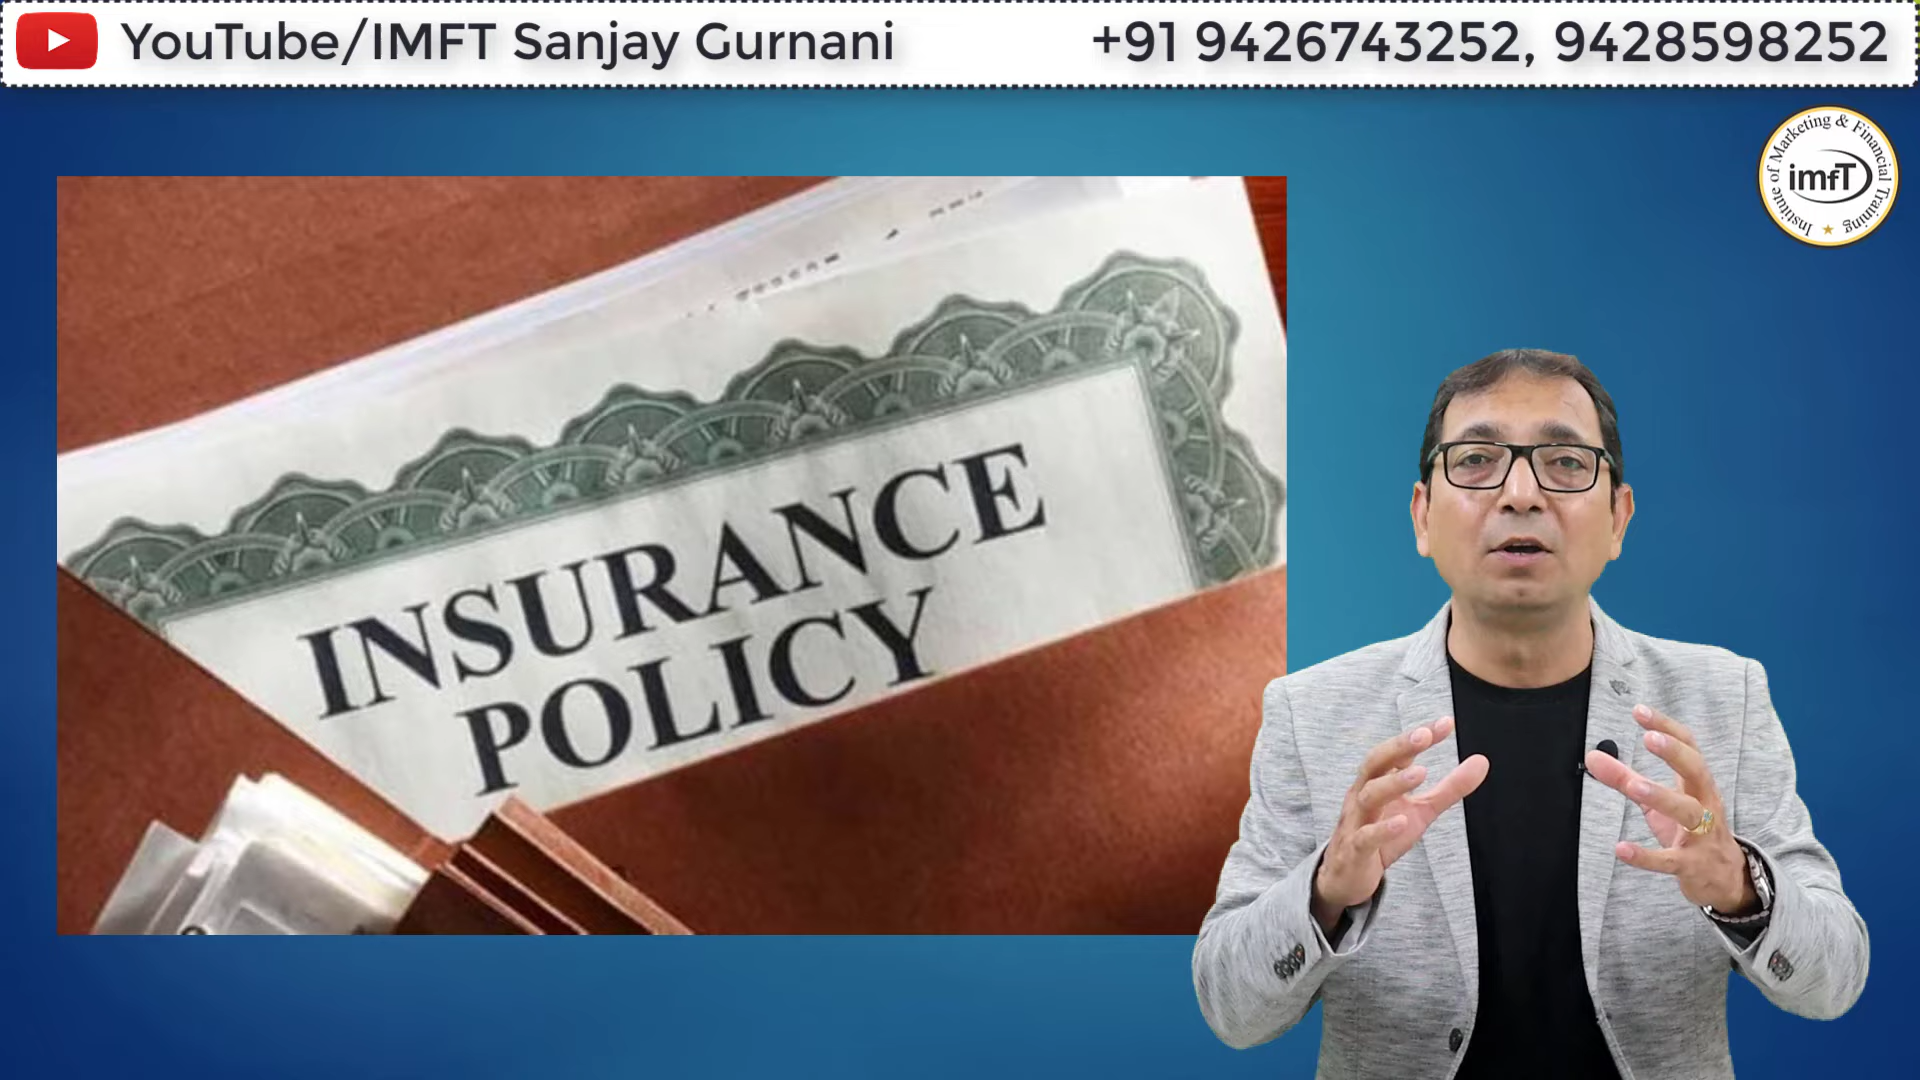 YouTube/IMFT Sanjay Gurnani
+91 9426743252, 9428598252
Institute of Marketing & Financial Training
imfT
INSURANCE
POLICY